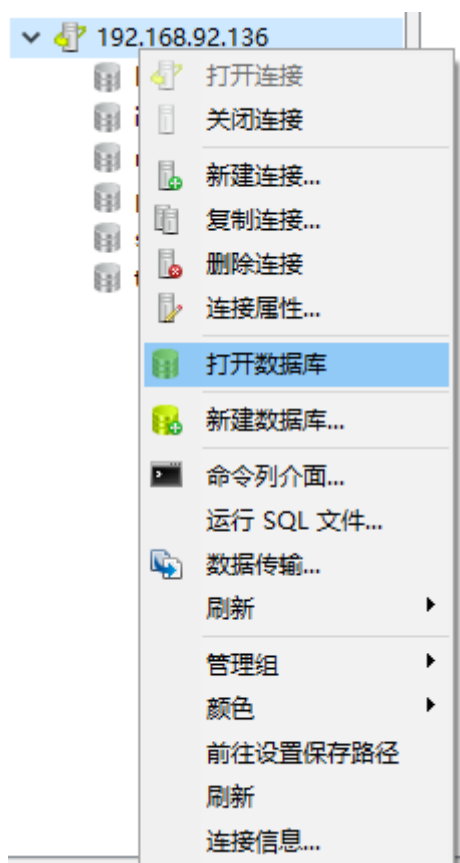 192.168.92.136
打开连接
关闭连接
新建连接...
复制连接...
删除连接
连接属性...
打开数据库
新建数据库...
命令列介面...
运行 SQL 文件...
数据传输...
刷新
管理组
颜色
前往设置保存路径
刷新
连接信息...